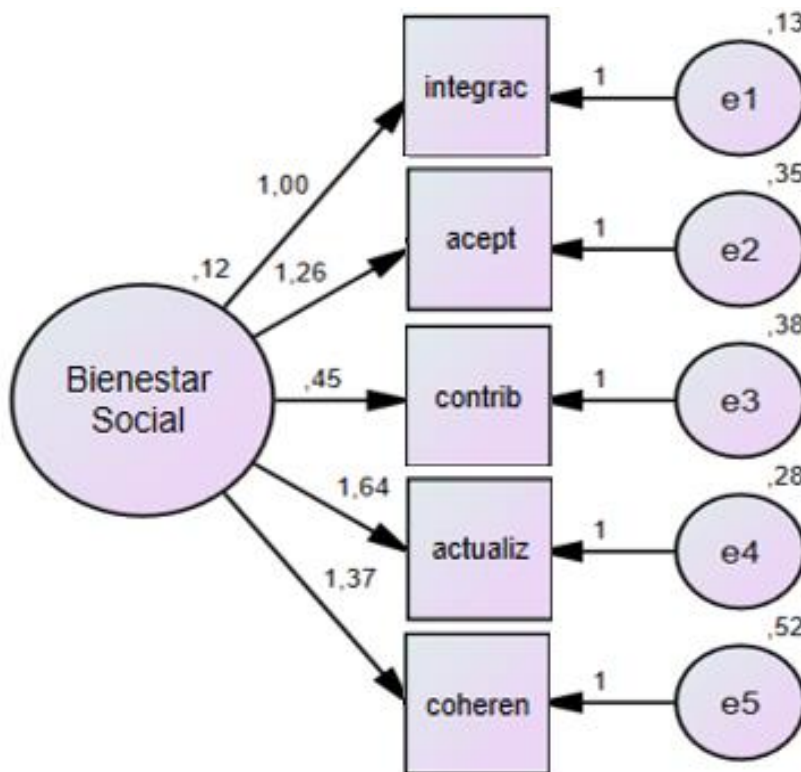 ,13
integrac
1
e1
1,00
,35
acept
1
e2
,12
1,26
,38
Bienestar
Social
,45
contrib
1
e3
,28
1,64
actualiz
1
e4
1,37
,52
coheren
1
e5